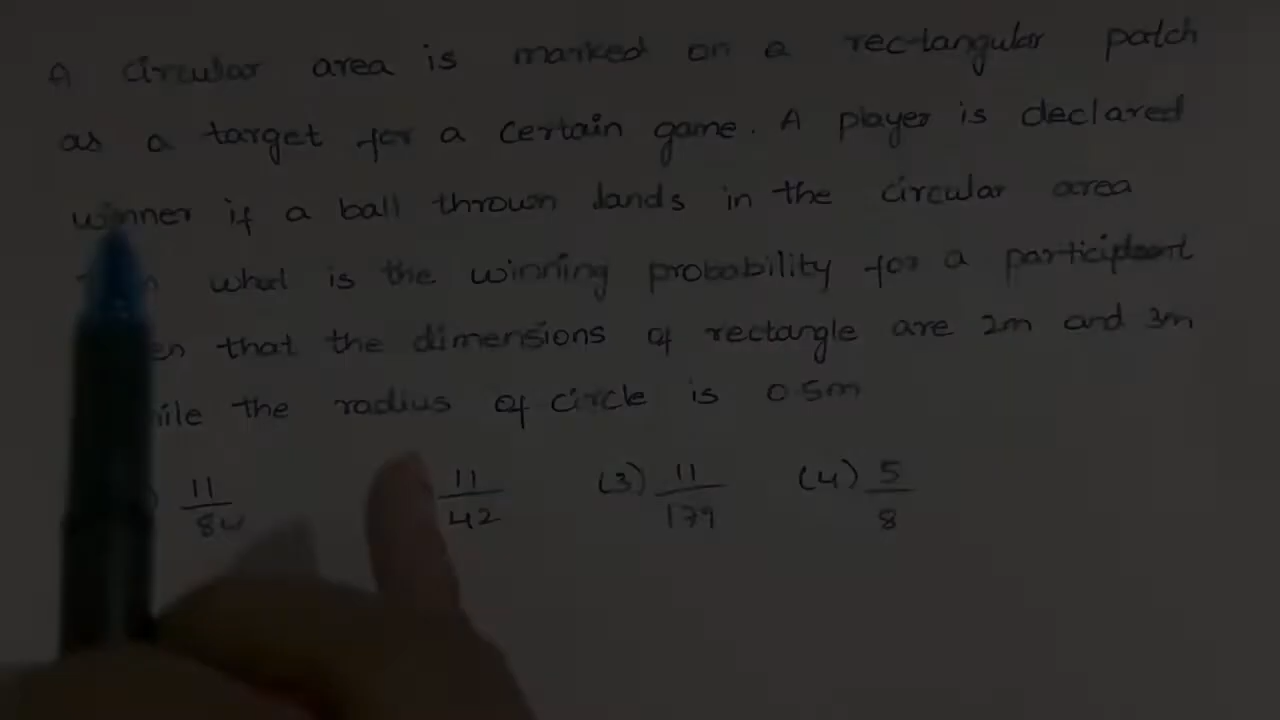 A circular area is marked on a rectangular patch
as a target for a certain game. A player is declared
winner if a ball thrown lands in the circular area
what is the winning probability for a participant
that the dimensions of rectangle are 2m and 3m
the radius of circle is 0.5m
11/84 11/42 (3) 11/179 (4) 5/8